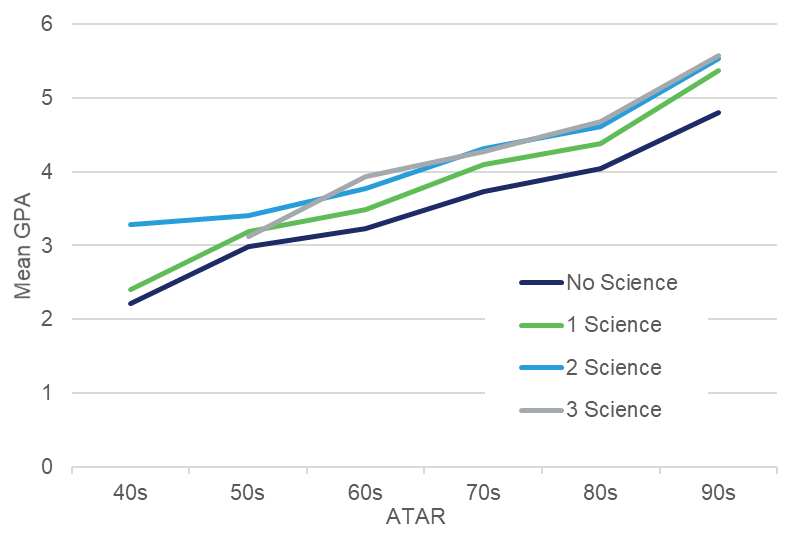 6
5
4
3
2
1
0
Mean GPA
No Science
1 Science
2 Science
3 Science
40s 50s 60s 70s 80s 90s
ATAR